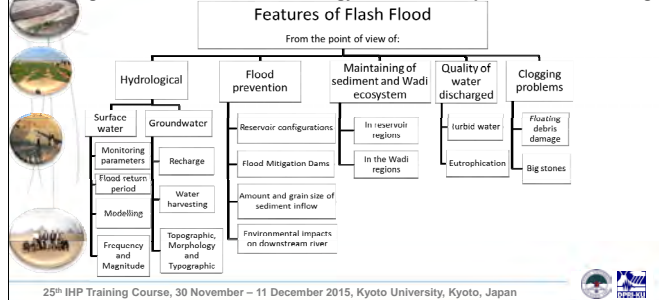 Features of Flash Flood
From the point of view of:
Hydrological
Flood
prevention
Maintaining of
sediment and Wadi
ecosystem
Quality of
water
discharged
Clogging
problems
Surface
water
Groundwater
Monitoring
parameters
Flood return
period
Modelling
Frequency
and
Magnitude
Recharge
Water
harvesting
Topographic,
Morphology
and
Typographic
Reservoir configurations
Flood Mitigation Dams
Amount and grain size of
sediment inflow
Environmental impacts
on downstream river
In reservoir
regions
In the Wadi
regions
Turbid water
Eutrophication
Floating
debris
damage
Big stones
25th IHP Training Course, 30 November – 11 December 2015, Kyoto University, Kyoto, Japan
DPRI-KU